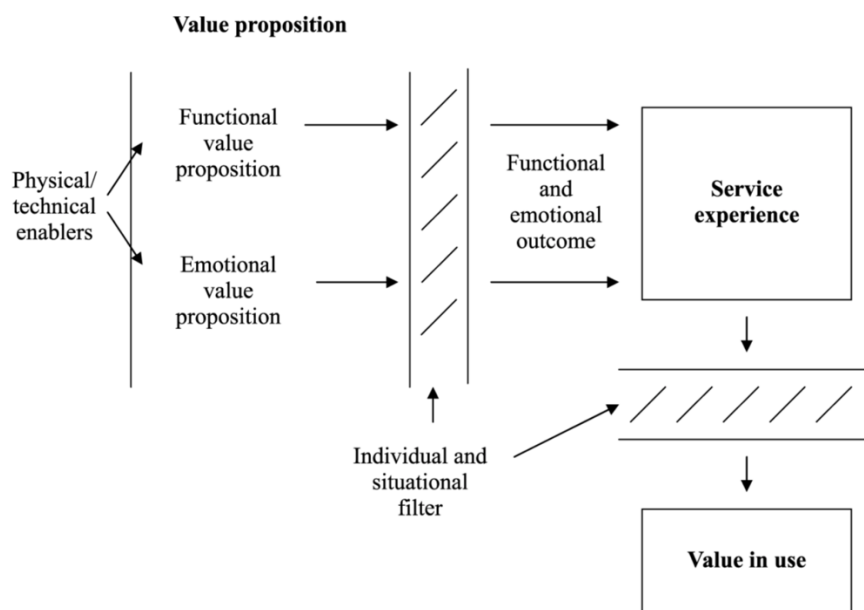 Value proposition
Functional
value
proposition
Physical/
technical
enablers
Emotional
value
proposition
Functional
and
emotional
outcome
Service
experience
Individual and
situational
filter
Value in use